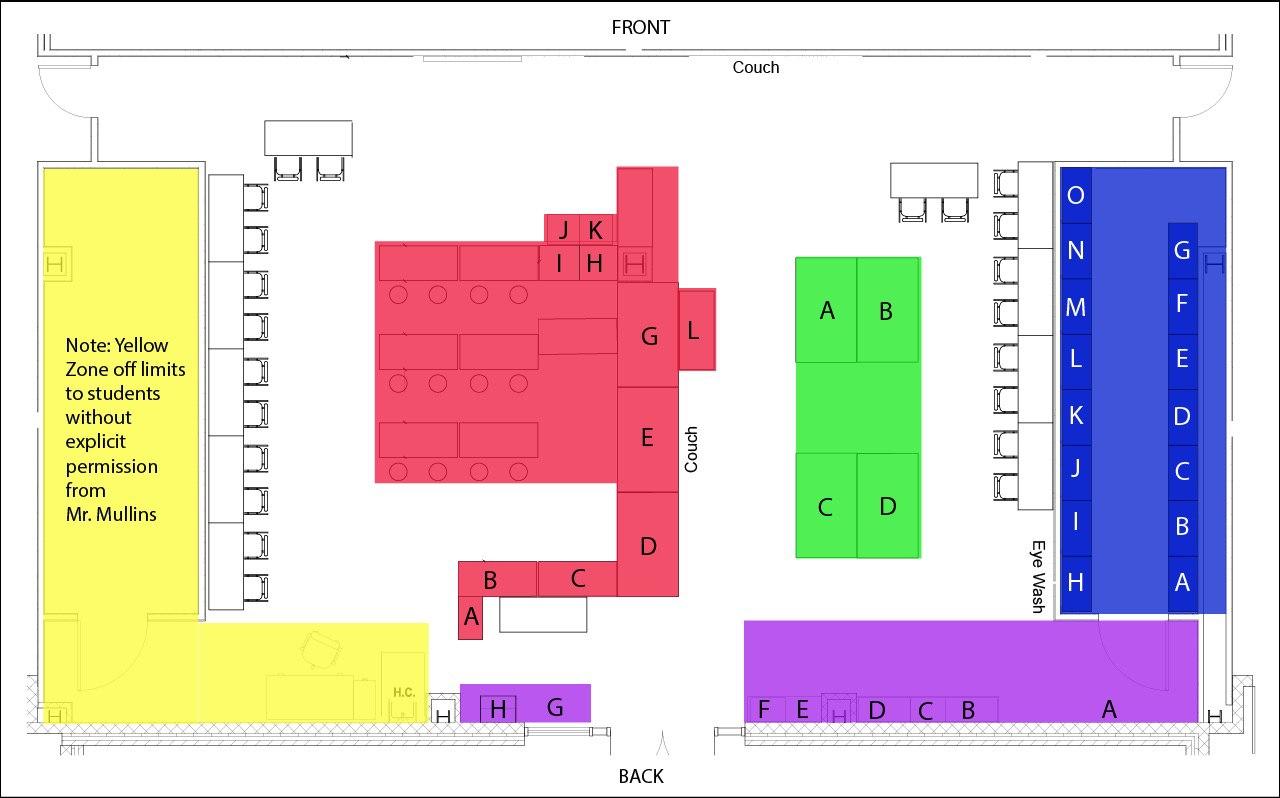 FRONT
Couch
O
J K
H
I H
H
N
G
H
A
B
M
F
G
L
Note: Yellow
Zone off limits
to students
without
explicit
permission
from
Mr. Mullins
L
E
K
D
E
Couch
J
C
C
D
I
B
D
Eye Wash
B
C
H
A
A
H.C.
H
H
H
G
F
E
H
D
C
B
A
H
BACK